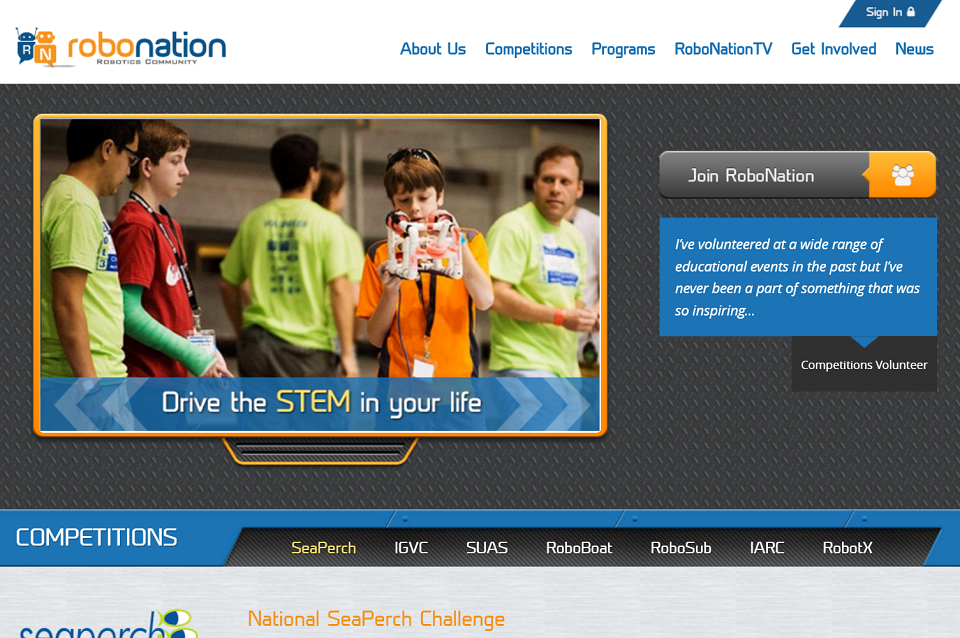 Sign In
RN
robonation
Robotics Community
About Us Competitions Programs RoboNationTV Get Involved News
VOLUNTEER
Drive the STEM in your life
Join RoboNation
I've volunteered at a wide range of
educational events in the past but I've
never been a part of something that was
so inspiring...
Competitions Volunteer
COMPETITIONS
SeaPerch IGVC SUAS RoboBoat RoboSub IARC RobotX
seaperch
National SeaPerch Challenge